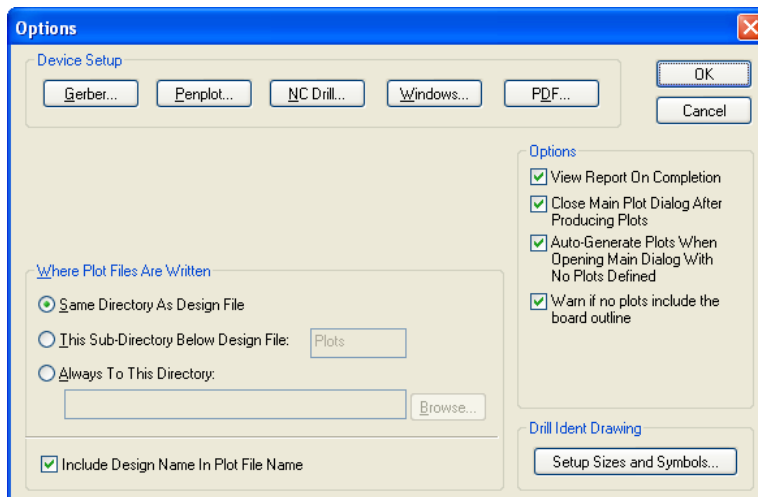 Options
Device Setup
Gerber... Penplot... NC Drill... Windows... PDF...
OK
Cancel
Options
View Report On Completion
Close Main Plot Dialog After
Producing Plots
Auto-Generate Plots When
Opening Main Dialog With
No Plots Defined
Warn if no plots include the
board outline
Where Plot Files Are Written
Same Directory As Design File
This Sub-Directory Below Design File: Plots
Always To This Directory:
Browse...
Include Design Name In Plot File Name
Drill Ident Drawing
Setup Sizes and Symbols...